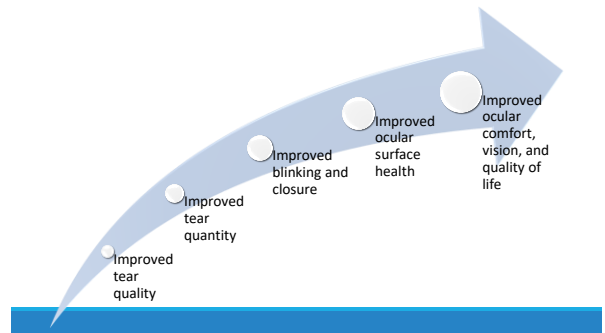 Improved
tear
quality
Improved
tear
quantity
Improved
blinking and
closure
Improved
ocular
surface
health
Improved
ocular
comfort,
vision, and
quality of
life